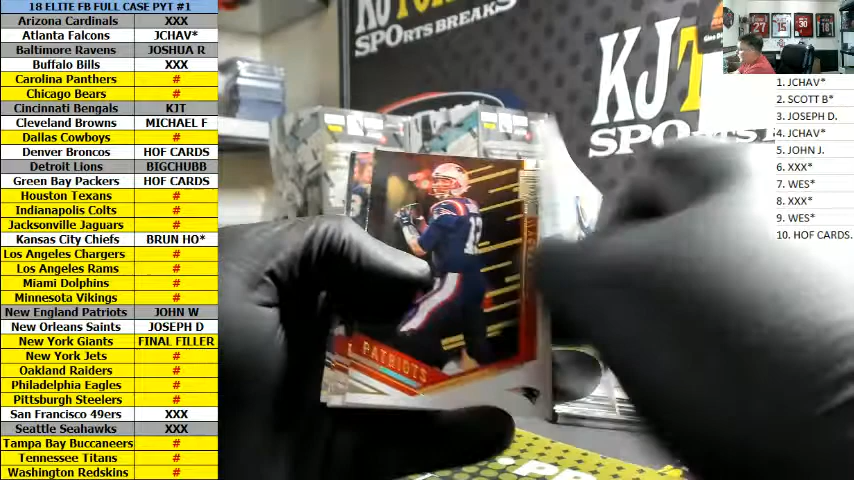 18 ELITE FB FULL CASE PYT #1
Arizona Cardinals XXX
Atlanta Falcons JCHAV*
Baltimore Ravens JOSHUA R
Buffalo Bills XXX
Carolina Panthers #
Chicago Bears #
Cincinnati Bengals KJT
Cleveland Browns MICHAEL F
Dallas Cowboys #
Denver Broncos HOF CARDS
Detroit Lions BIGCHUBB
Green Bay Packers HOF CARDS
Houston Texans #
Indianapolis Colts #
Jacksonville Jaguars #
Kansas City Chiefs BRUN HO*
Los Angeles Chargers #
Los Angeles Rams #
Miami Dolphins #
Minnesota Vikings #
New England Patriots JOHN W
New Orleans Saints JOSEPH D
New York Giants FINAL FILLER
New York Jets #
Oakland Raiders #
Philadelphia Eagles #
Pittsburgh Steelers #
San Francisco 49ers XXX
Seattle Seahawks XXX
Tampa Bay Buccaneers #
Tennessee Titans #
Washington Redskins #
SPORTS BREAKS
KJT
SPORTS
12
PATRIOTS
27
15
30
18
1. JCHAV*
2. SCOTT B*
3. JOSEPH D.
4. JCHAV*
5. JOHN J.
6. XXX*
7. WES*
8. XXX*
9. WES*
10. HOF CARDS.